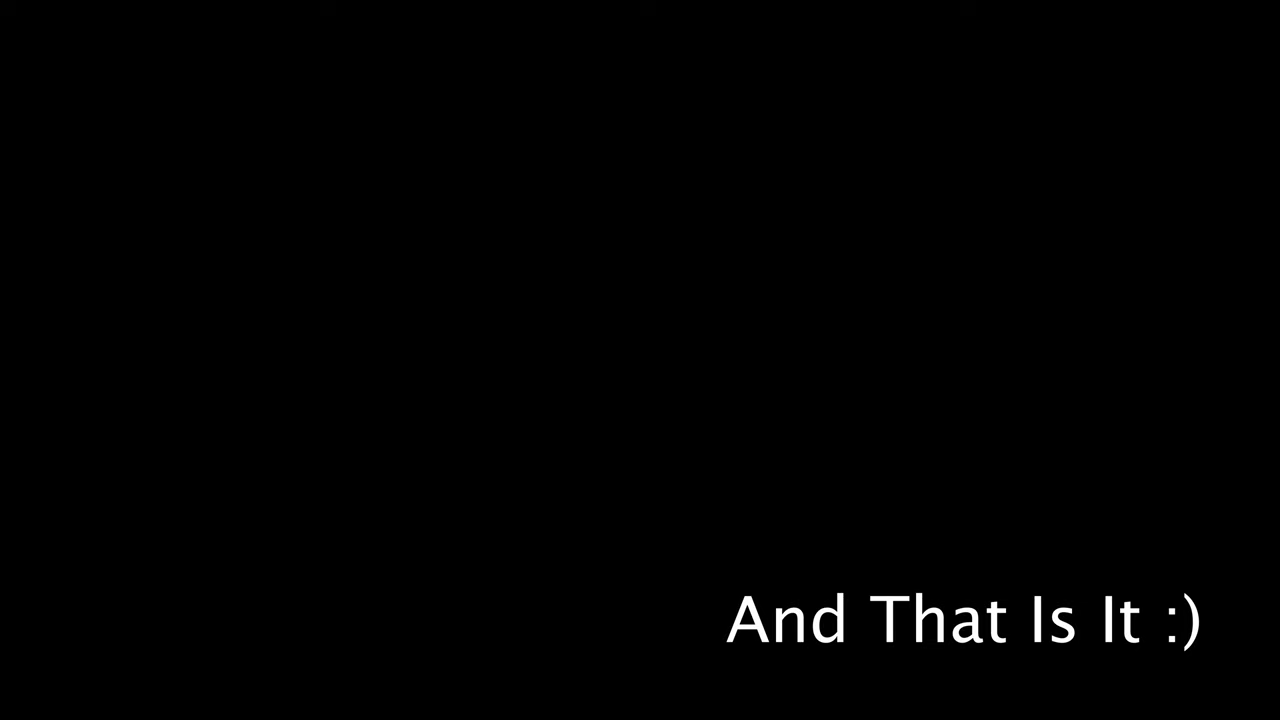 And That Is It :)